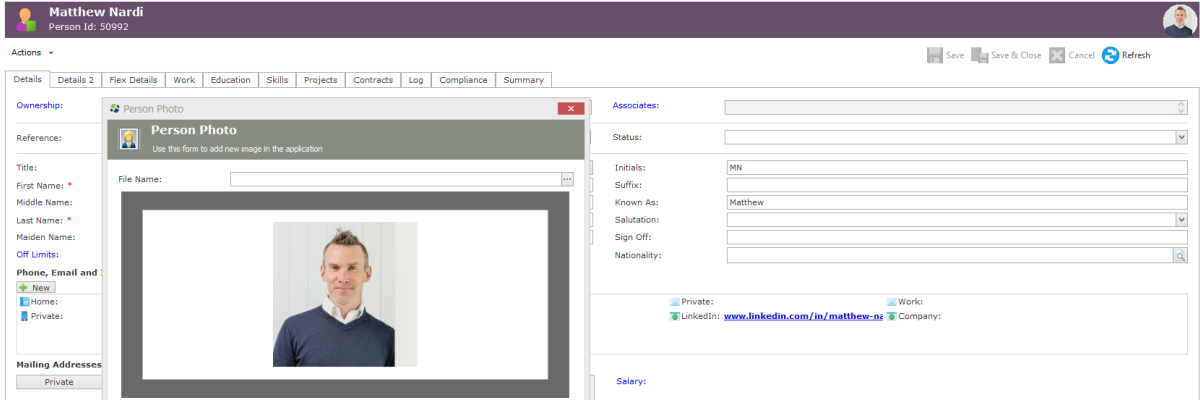 Matthew Nardi
Person Id: 50992
Actions
Save Save & Close Cancel Refresh
Details Details 2 Flex Details Work Education Skills Projects Contracts Log Compliance Summary
Ownership:
Person Photo
Associates:
Person Photo
Use this form to add new image in the application
Reference:
Status:
Title:
Initials: MN
File Name: ...
First Name: *
Suffix:
Middle Name:
Known As: Matthew
Last Name: *
Salutation:
Maiden Name:
Sign Off:
Off Limits:
Nationality:
Phone, Email and
New
Home:
Private:
Work:
Private:
LinkedIn: www.linkedin.com/in/matthew-na
Company:
Mailing Addresses
Private
Salary: